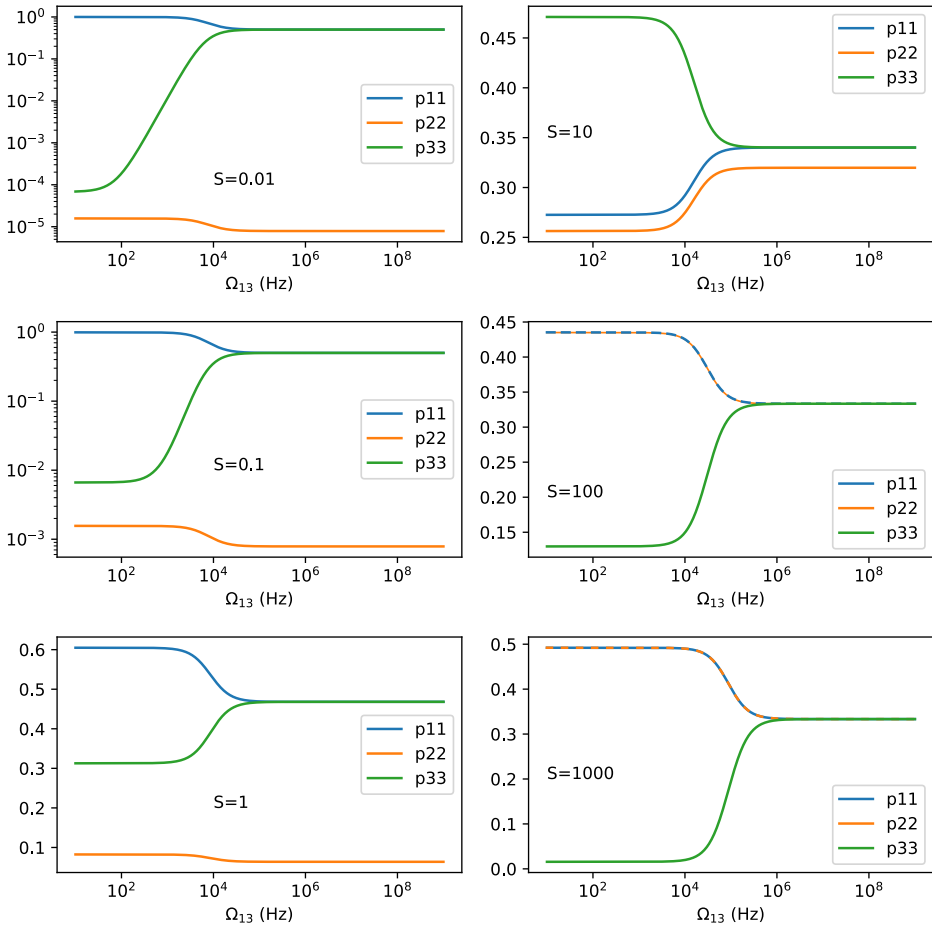 10⁰
10⁻¹
10⁻²
10⁻³
10⁻⁴
10⁻⁵
p11
p22
p33
S=0.01
10² 10⁴ 10⁶ 10⁸
Ω₁₃ (Hz)
0.45
0.40
0.35
0.30
0.25
p11
p22
p33
S=10
10² 10⁴ 10⁶ 10⁸
Ω₁₃ (Hz)
10⁰
10⁻¹
10⁻²
10⁻³
p11
p22
p33
S=0.1
10² 10⁴ 10⁶ 10⁸
Ω₁₃ (Hz)
0.45
0.40
0.35
0.30
0.25
0.20
0.15
S=100
p11
p22
p33
10² 10⁴ 10⁶ 10⁸
Ω₁₃ (Hz)
0.6
0.5
0.4
0.3
0.2
0.1
p11
p22
p33
S=1
10² 10⁴ 10⁶ 10⁸
Ω₁₃ (Hz)
0.5
0.4
0.3
0.2
0.1
0.0
S=1000
p11
p22
p33
10² 10⁴ 10⁶ 10⁸
Ω₁₃ (Hz)